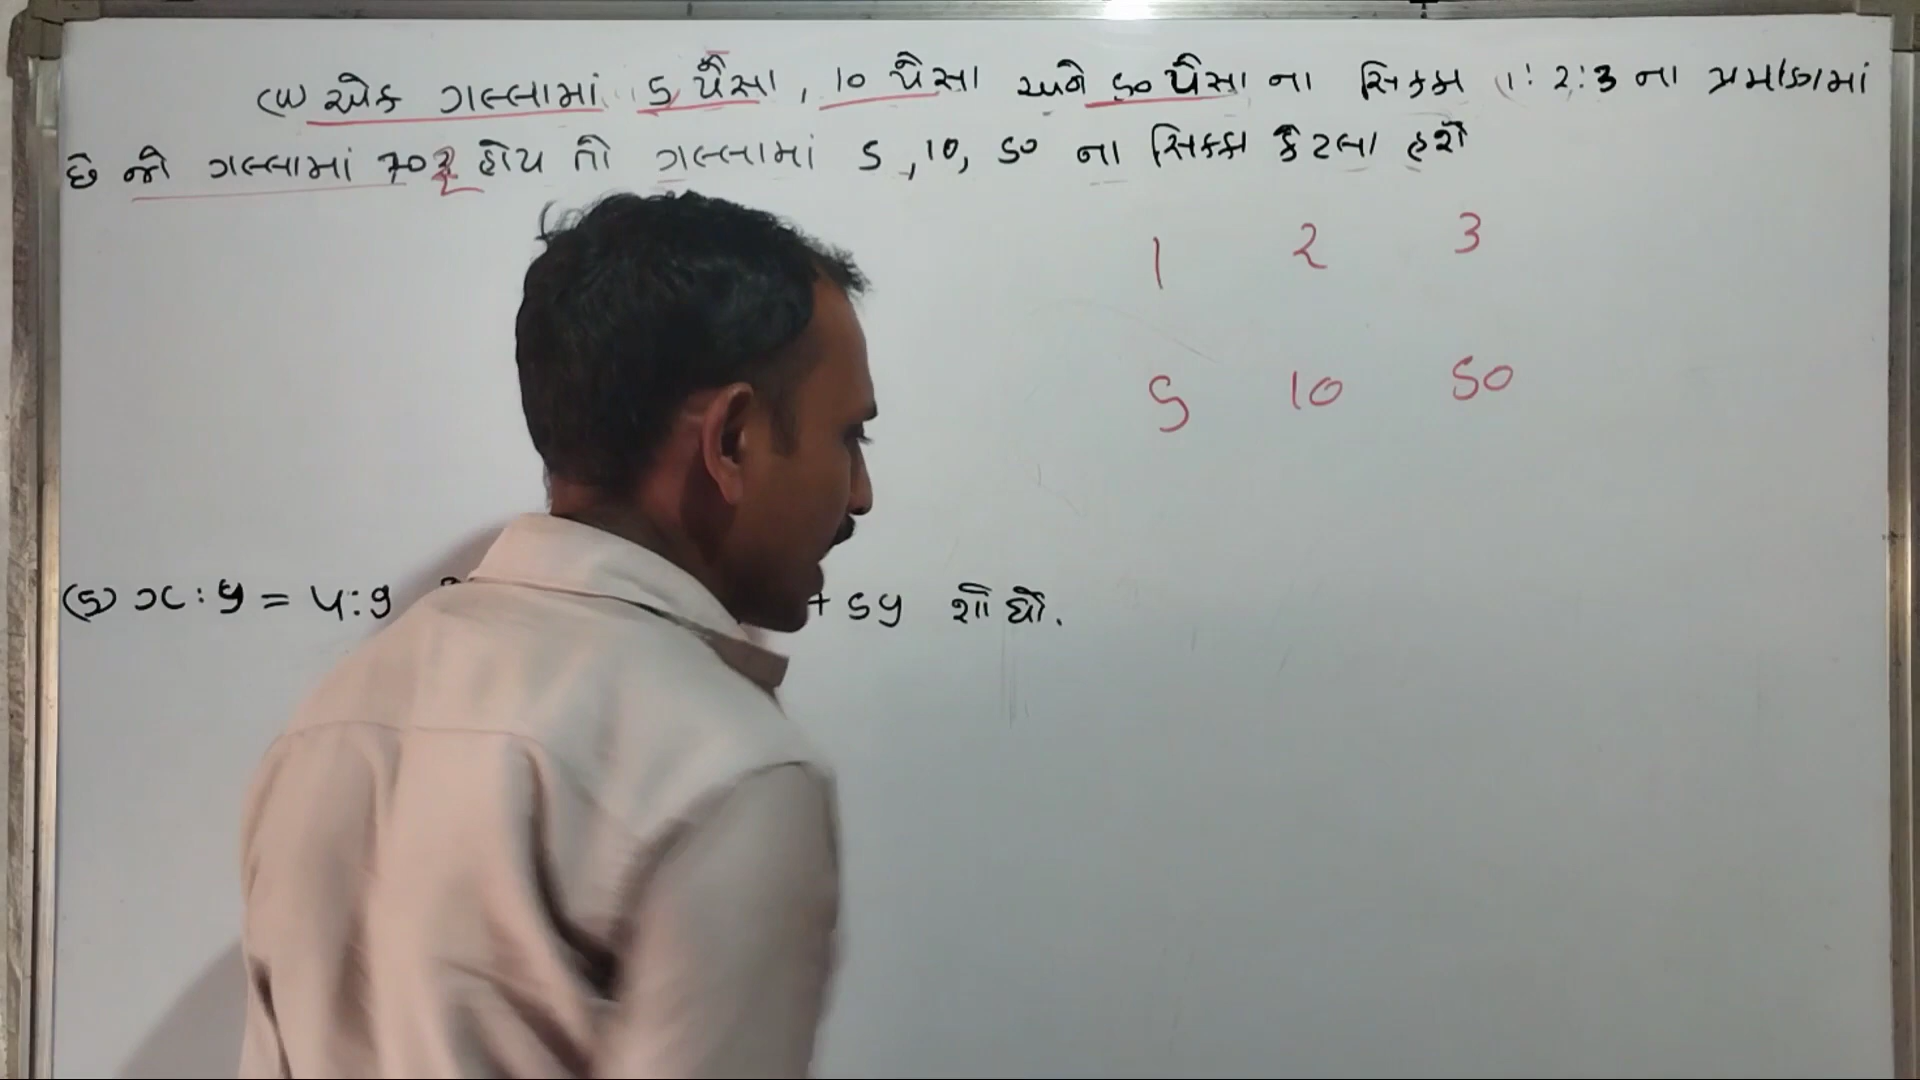 (4) એક ગલ્લામાં 5 પૈસા, 10 પૈસા અને 50 પૈસા ના સિક્કા 1:2:3 ના પ્રમાણમાં
છે જો ગલ્લામાં 70રૂ હોય તો ગલ્લામાં 5,10,50 ના સિક્કા કેટલા હશે
1 2 3
5 10 50
(5) x:y = 4:9 + 5y શોધો.